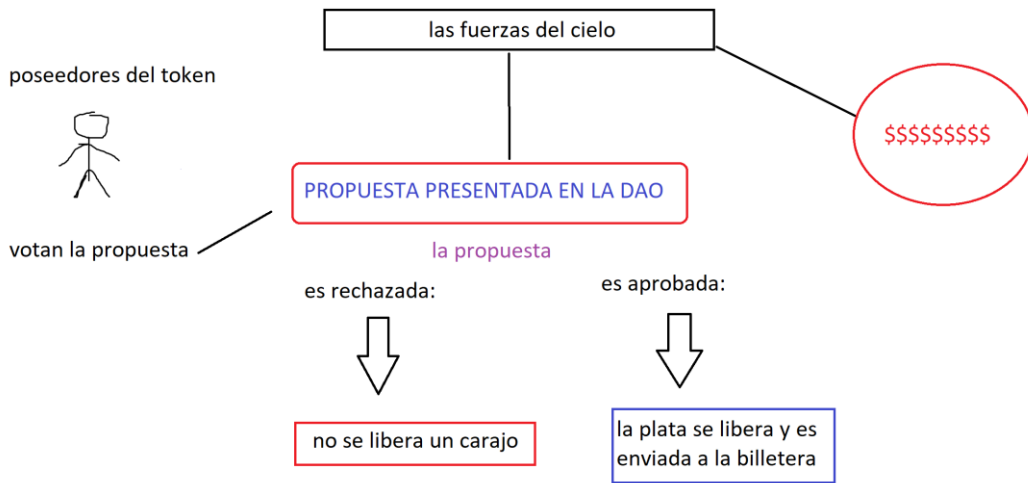 las fuerzas del cielo
poseedores del token
$$$$$$$$$
PROPUESTA PRESENTADA EN LA DAO
votan la propuesta
la propuesta
es rechazada:
es aprobada:
no se libera un carajo
la plata se libera y es
enviada a la billetera